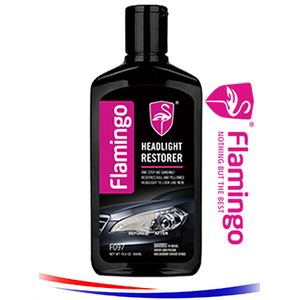 Flamingo
HEADLIGHT
RESTORER
ONE STEP, NO SANDING!
RESTORES DULL AND YELLOWED
HEADLIGHT TO LOOK LIKE NEW.
BEFORE
AFTER
F097
Flamingo
NOTHING BUT THE BEST